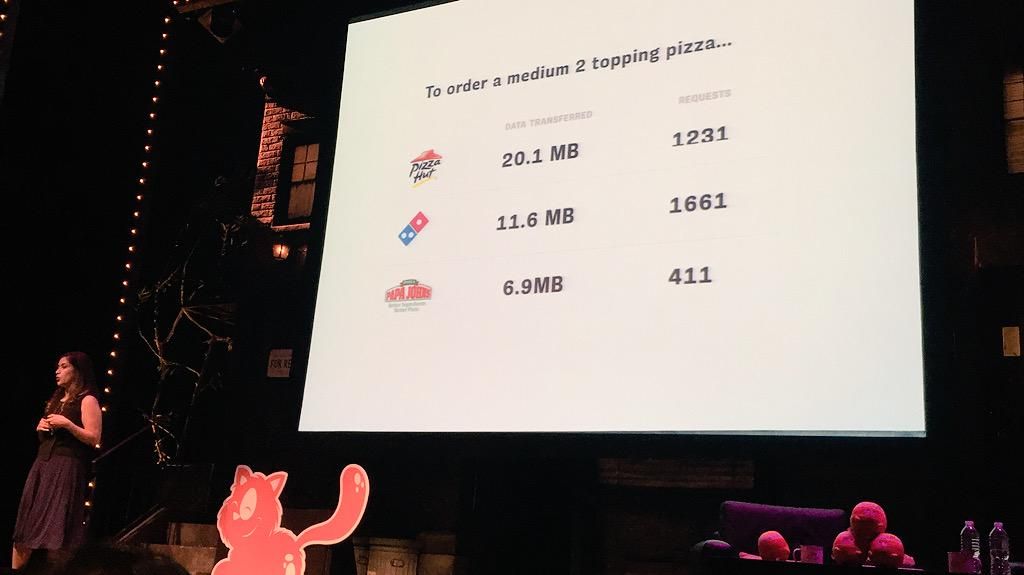 To order a medium 2 topping pizza...
DATA TRANSFERRED
REQUESTS
Pizza
Hut
20.1 MB
1231
11.6 MB
1661
PAPA JOHNS
Better Ingredients.
Better Pizza.
6.9MB
411
FOR RE